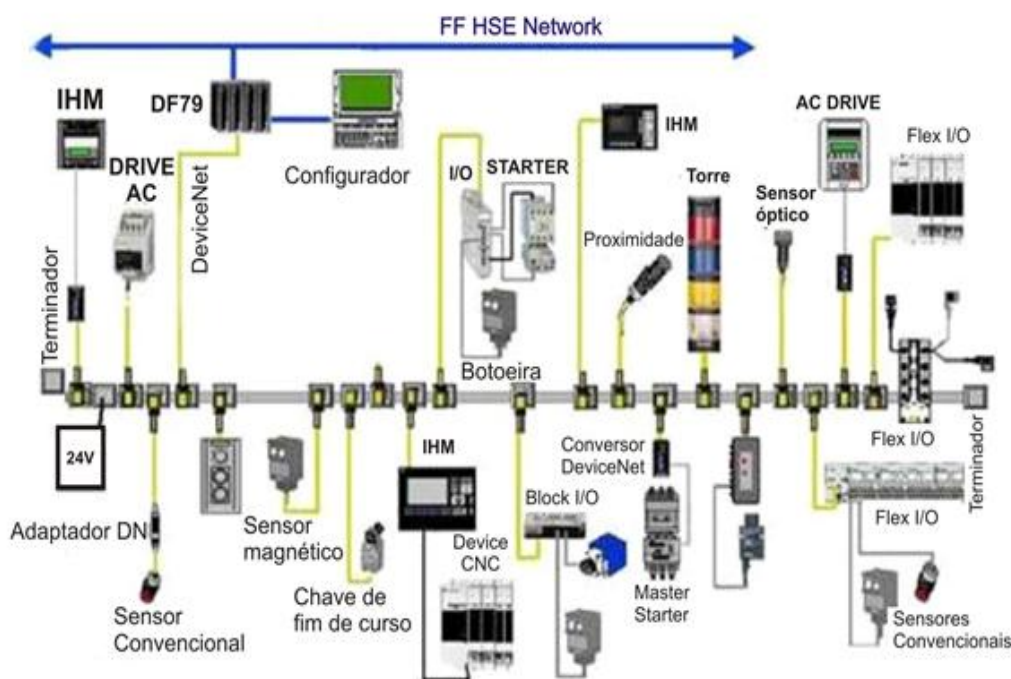 FF HSE Network
IHM
DF79
DRIVE
AC
DeviceNet
Configurador
I/O
STARTER
IHM
Torre
Proximidade
Sensor
óptico
AC DRIVE
Flex I/O
Terminador
Botoeira
24V
Adaptador DN
Sensor
Convencional
Sensor
magnético
Chave de
fim de curso
IHM
Device
CNC
Block I/O
Conversor
DeviceNet
Master
Starter
Flex I/O
Flex I/O
Sensores
Convencionais
Terminador